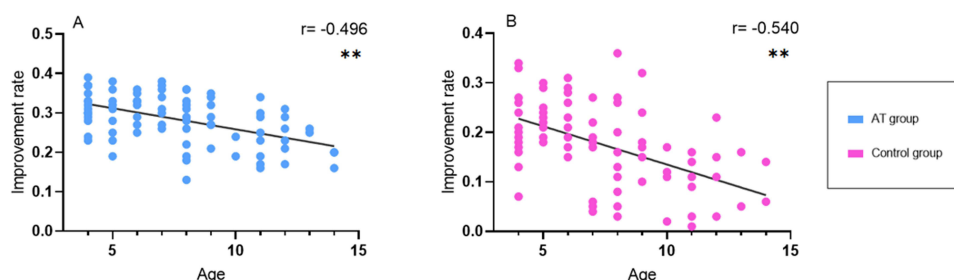 A
r= -0.496
**
0.5
0.4
0.3
0.2
0.1
0.0
Improvement rate
5
10
15
Age
B
r= -0.540
**
0.4
0.3
0.2
0.1
0.0
Improvement rate
5
10
15
Age
AT group
Control group